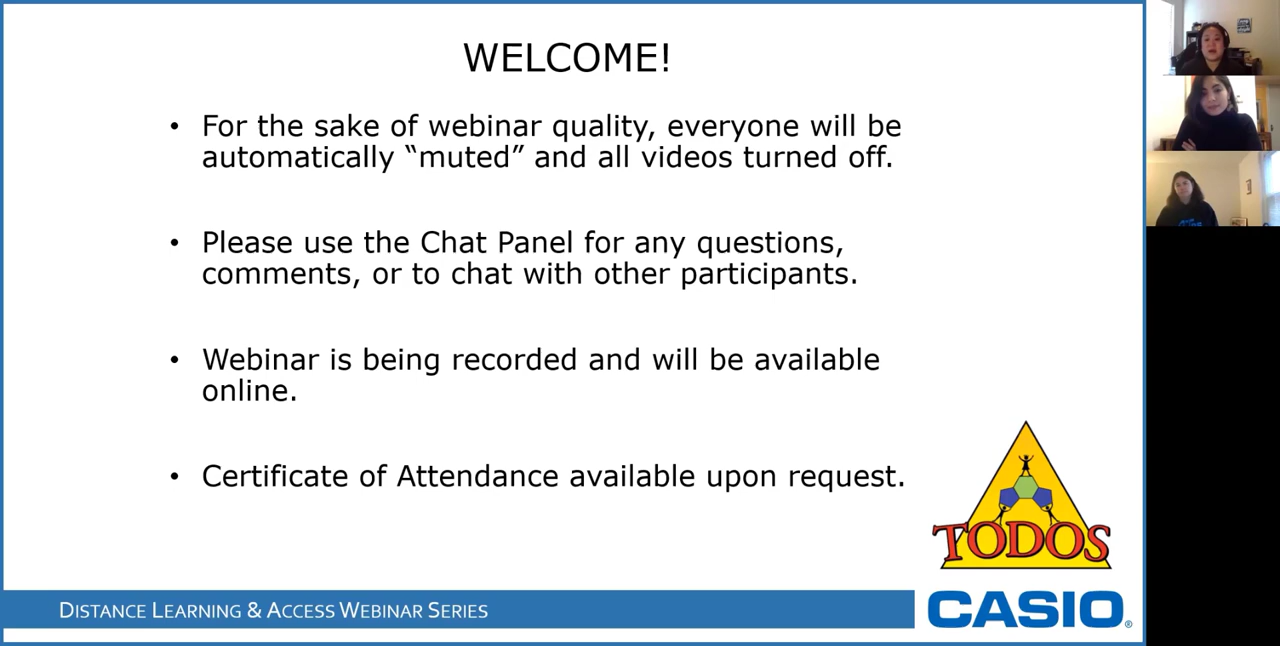 WELCOME!
• For the sake of webinar quality, everyone will be
automatically “muted” and all videos turned off.
• Please use the Chat Panel for any questions,
comments, or to chat with other participants.
• Webinar is being recorded and will be available
online.
• Certificate of Attendance available upon request.
TODOS
DISTANCE LEARNING & ACCESS WEBINAR SERIES
CASIO®